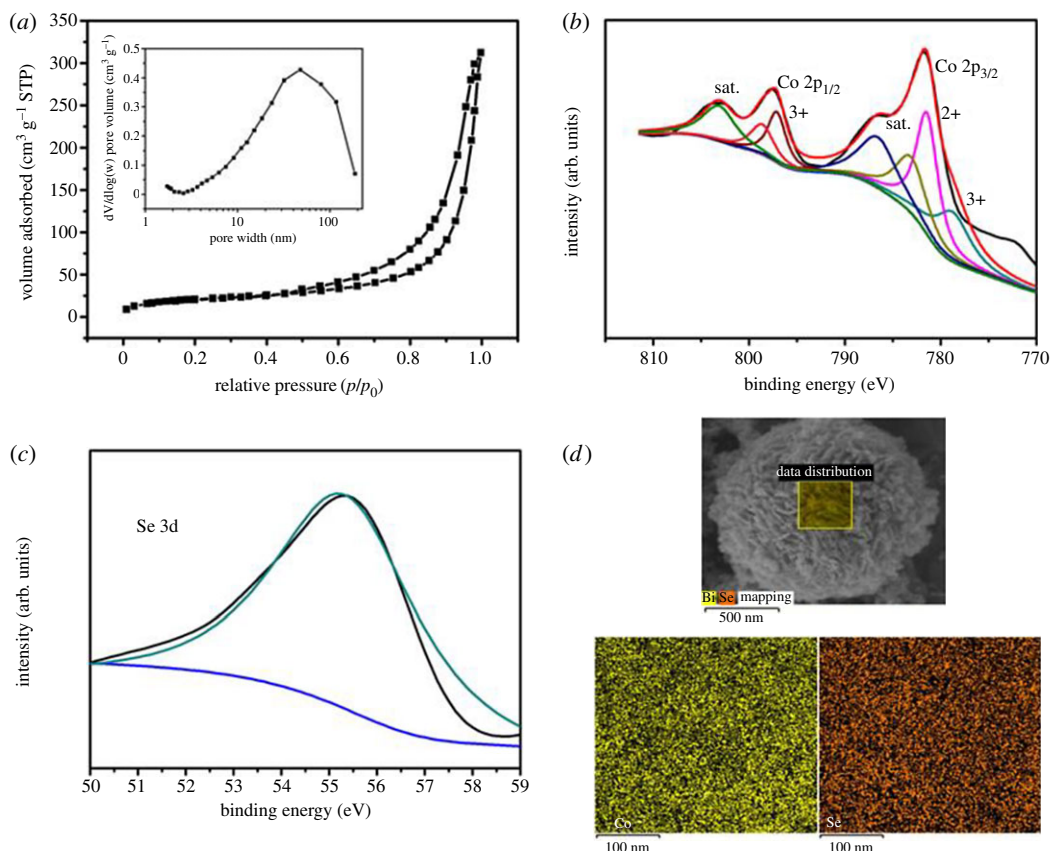 (a)
350
300
250
200
150
100
50
0
volume adsorbed (cm³ g⁻¹ STP)
0.5
0.4
0.3
0.2
0.1
0
dV/dlog(w) pore volume (cm³ g⁻¹)
1 10 100
pore width (nm)
0 0.2 0.4 0.6 0.8 1.0
relative pressure (p/p₀)
(b)
Co 2p₃/₂
Co 2p₁/₂
sat.
3+
sat.
2+
3+
intensity (arb. units)
810 800 790 780 770
binding energy (eV)
(c)
Se 3d
intensity (arb. units)
50 51 52 53 54 55 56 57 58 59
binding energy (eV)
(d)
data distribution
Bi Se mapping
500 nm
Co
Se
100 nm
100 nm